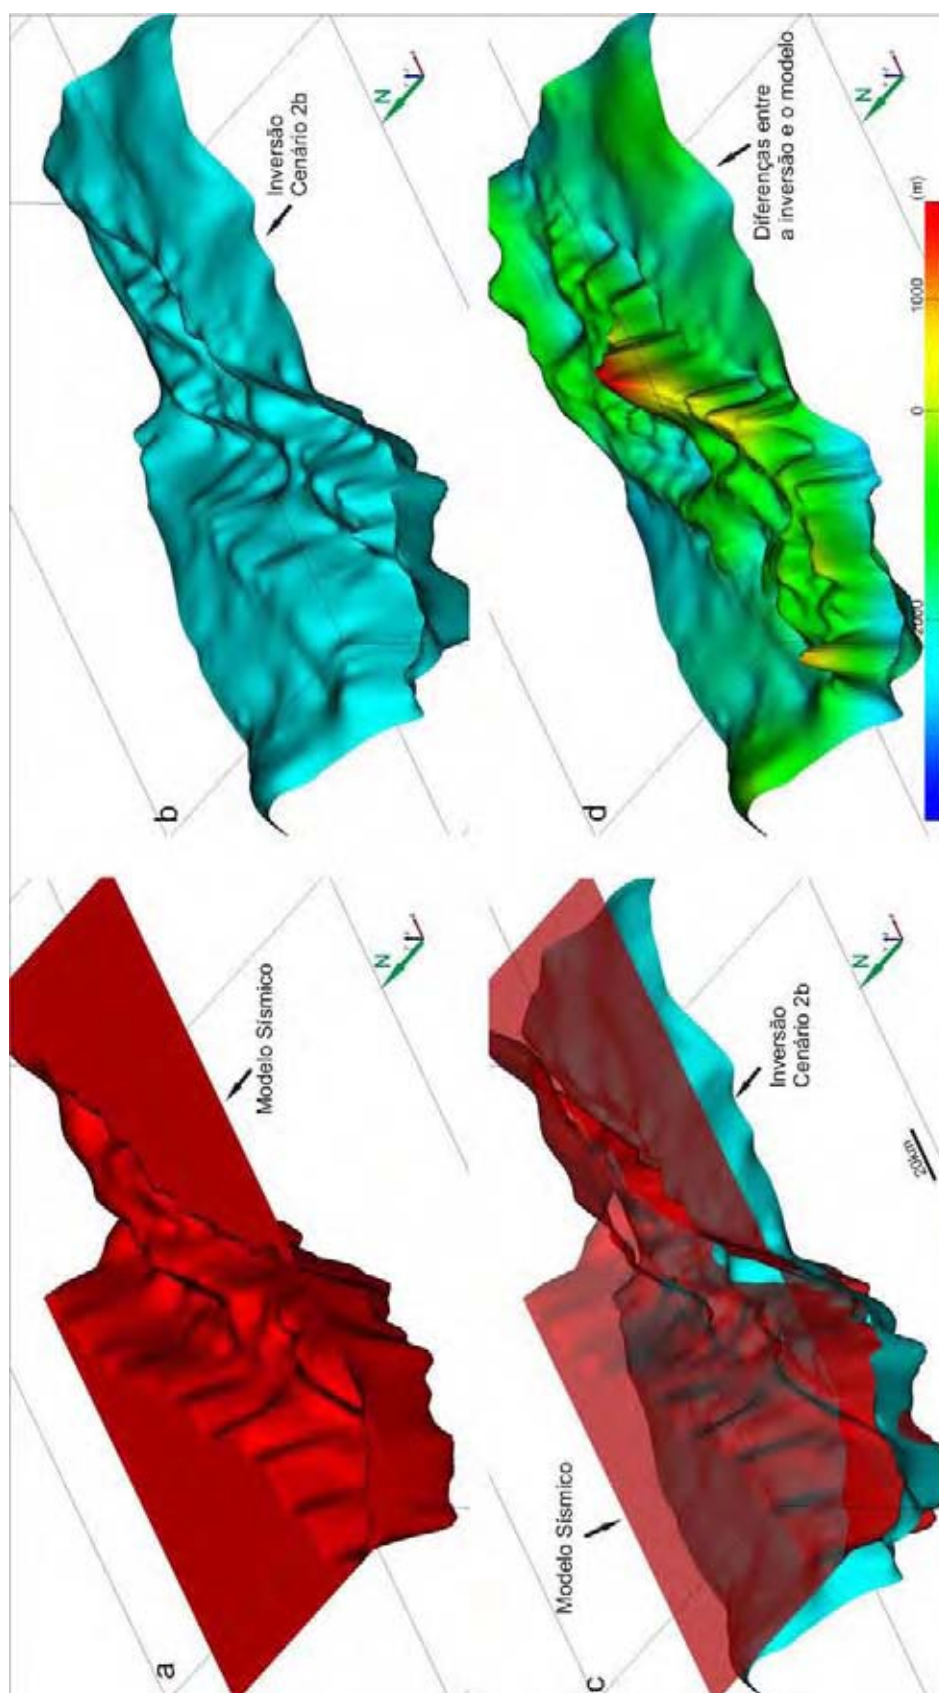 a
Modelo Sísmico
N
b
Inversão
Cenário 2b
N
c
Modelo Sísmico
Inversão
Cenário 2b
20km
N
d
Diferenças entre
a inversão e o modelo
N
0
1000
(m)